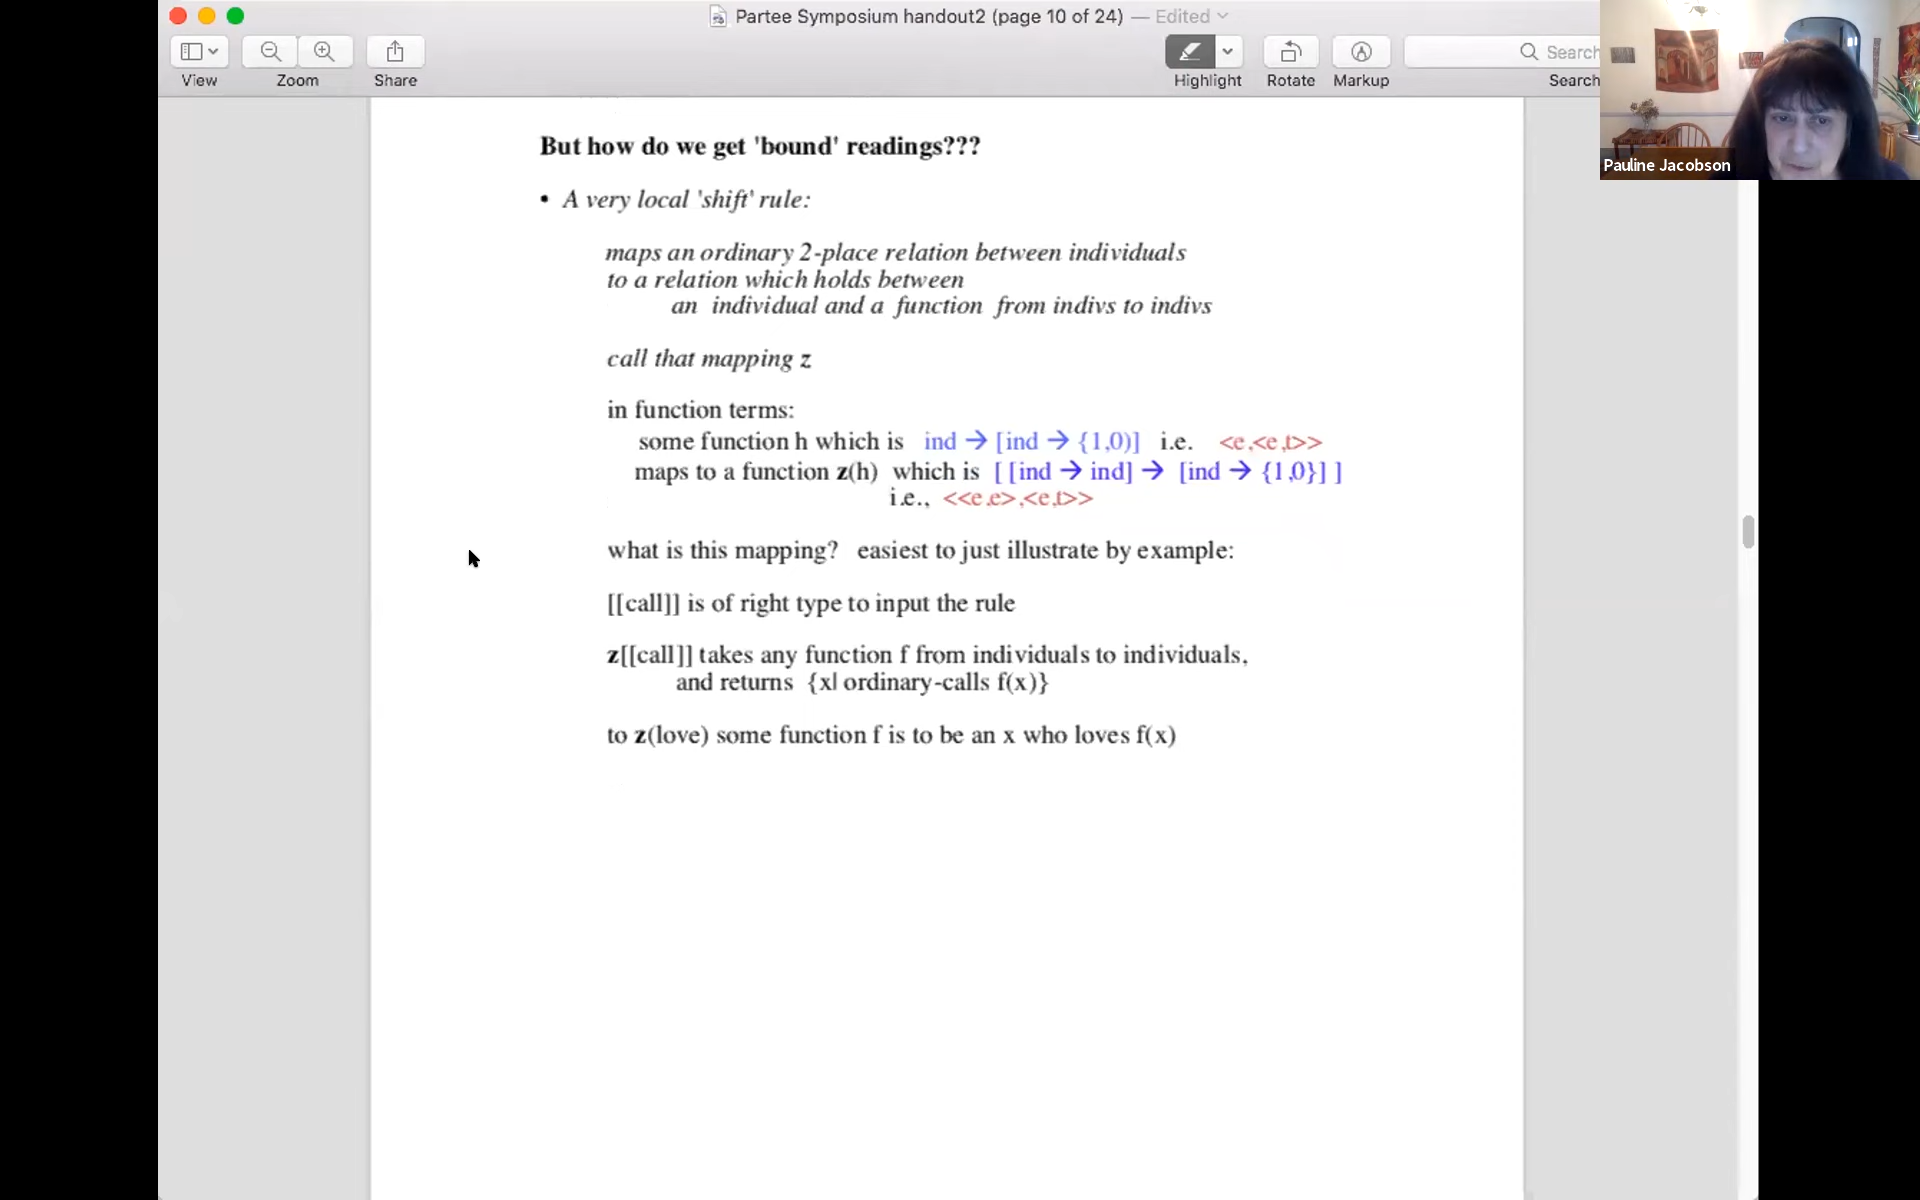 Partee Symposium handout2 (page 10 of 24) — Edited
View
Zoom
Share
Highlight
Rotate
Markup
Search
Search
Pauline Jacobson
But how do we get 'bound' readings???
• A very local 'shift' rule:
maps an ordinary 2-place relation between individuals
to a relation which holds between
an individual and a function from indivs to indivs
call that mapping z
in function terms:
some function h which is ind → [ind → {1,0)] i.e. <e,<e,t>>
maps to a function z(h) which is [ [ind → ind] → [ind → {1,0}] ]
i.e., <<e,e>,<e,t>>
what is this mapping? easiest to just illustrate by example:
[[call]] is of right type to input the rule
z[[call]] takes any function f from individuals to individuals,
and returns {x| ordinary-calls f(x)}
to z(love) some function f is to be an x who loves f(x)